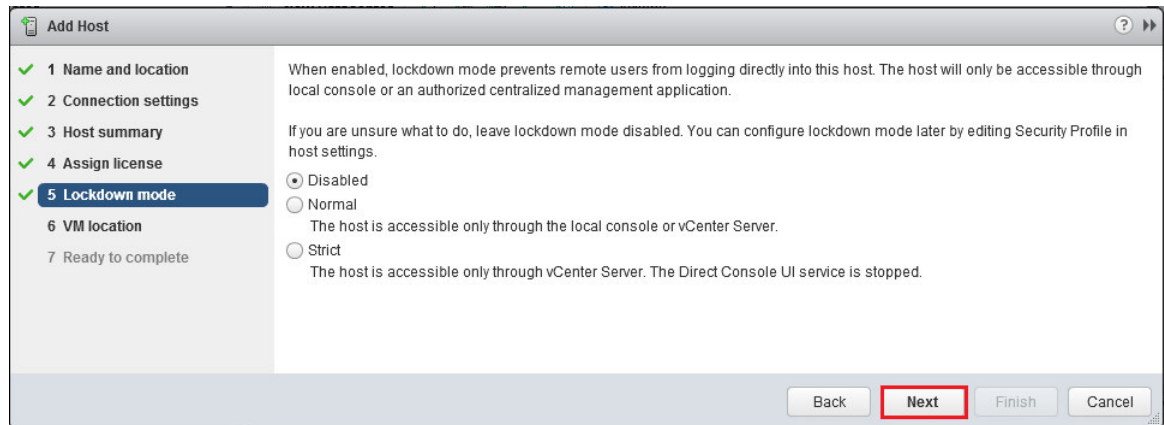 Add Host
?
1 Name and location
2 Connection settings
3 Host summary
4 Assign license
5 Lockdown mode
6 VM location
7 Ready to complete
When enabled, lockdown mode prevents remote users from logging directly into this host. The host will only be accessible through
local console or an authorized centralized management application.
If you are unsure what to do, leave lockdown mode disabled. You can configure lockdown mode later by editing Security Profile in
host settings.
Disabled
Normal
The host is accessible only through the local console or vCenter Server.
Strict
The host is accessible only through vCenter Server. The Direct Console UI service is stopped.
Back Next Finish Cancel